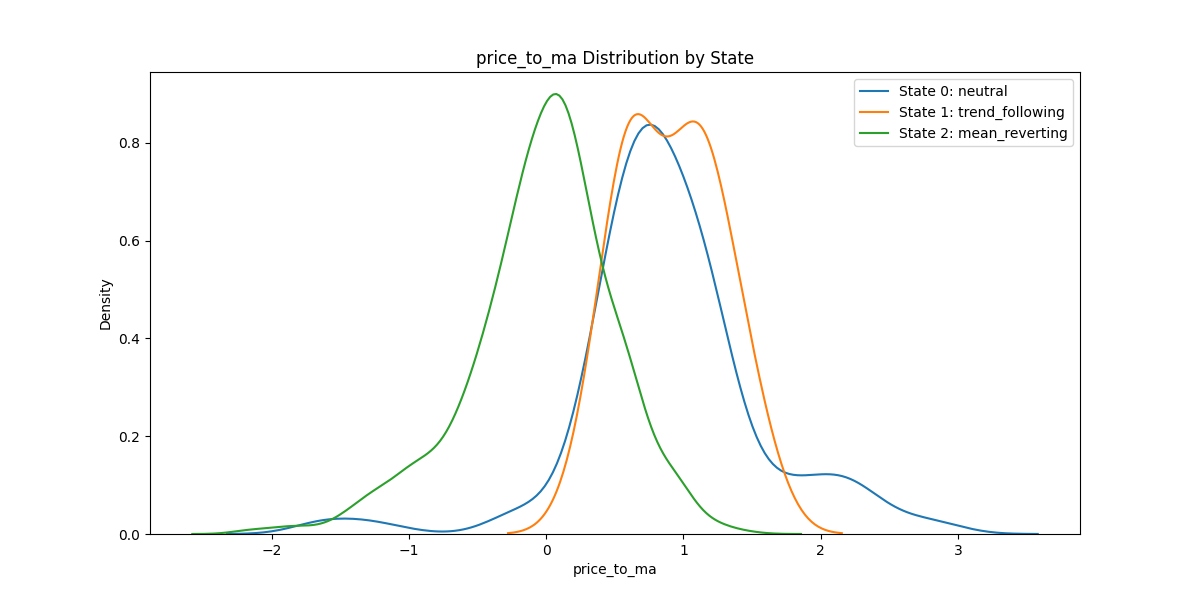 price_to_ma Distribution by State
State 0: neutral
State 1: trend_following
State 2: mean_reverting
Density
0.8
0.6
0.4
0.2
0.0
−2
−1
0
1
2
3
price_to_ma